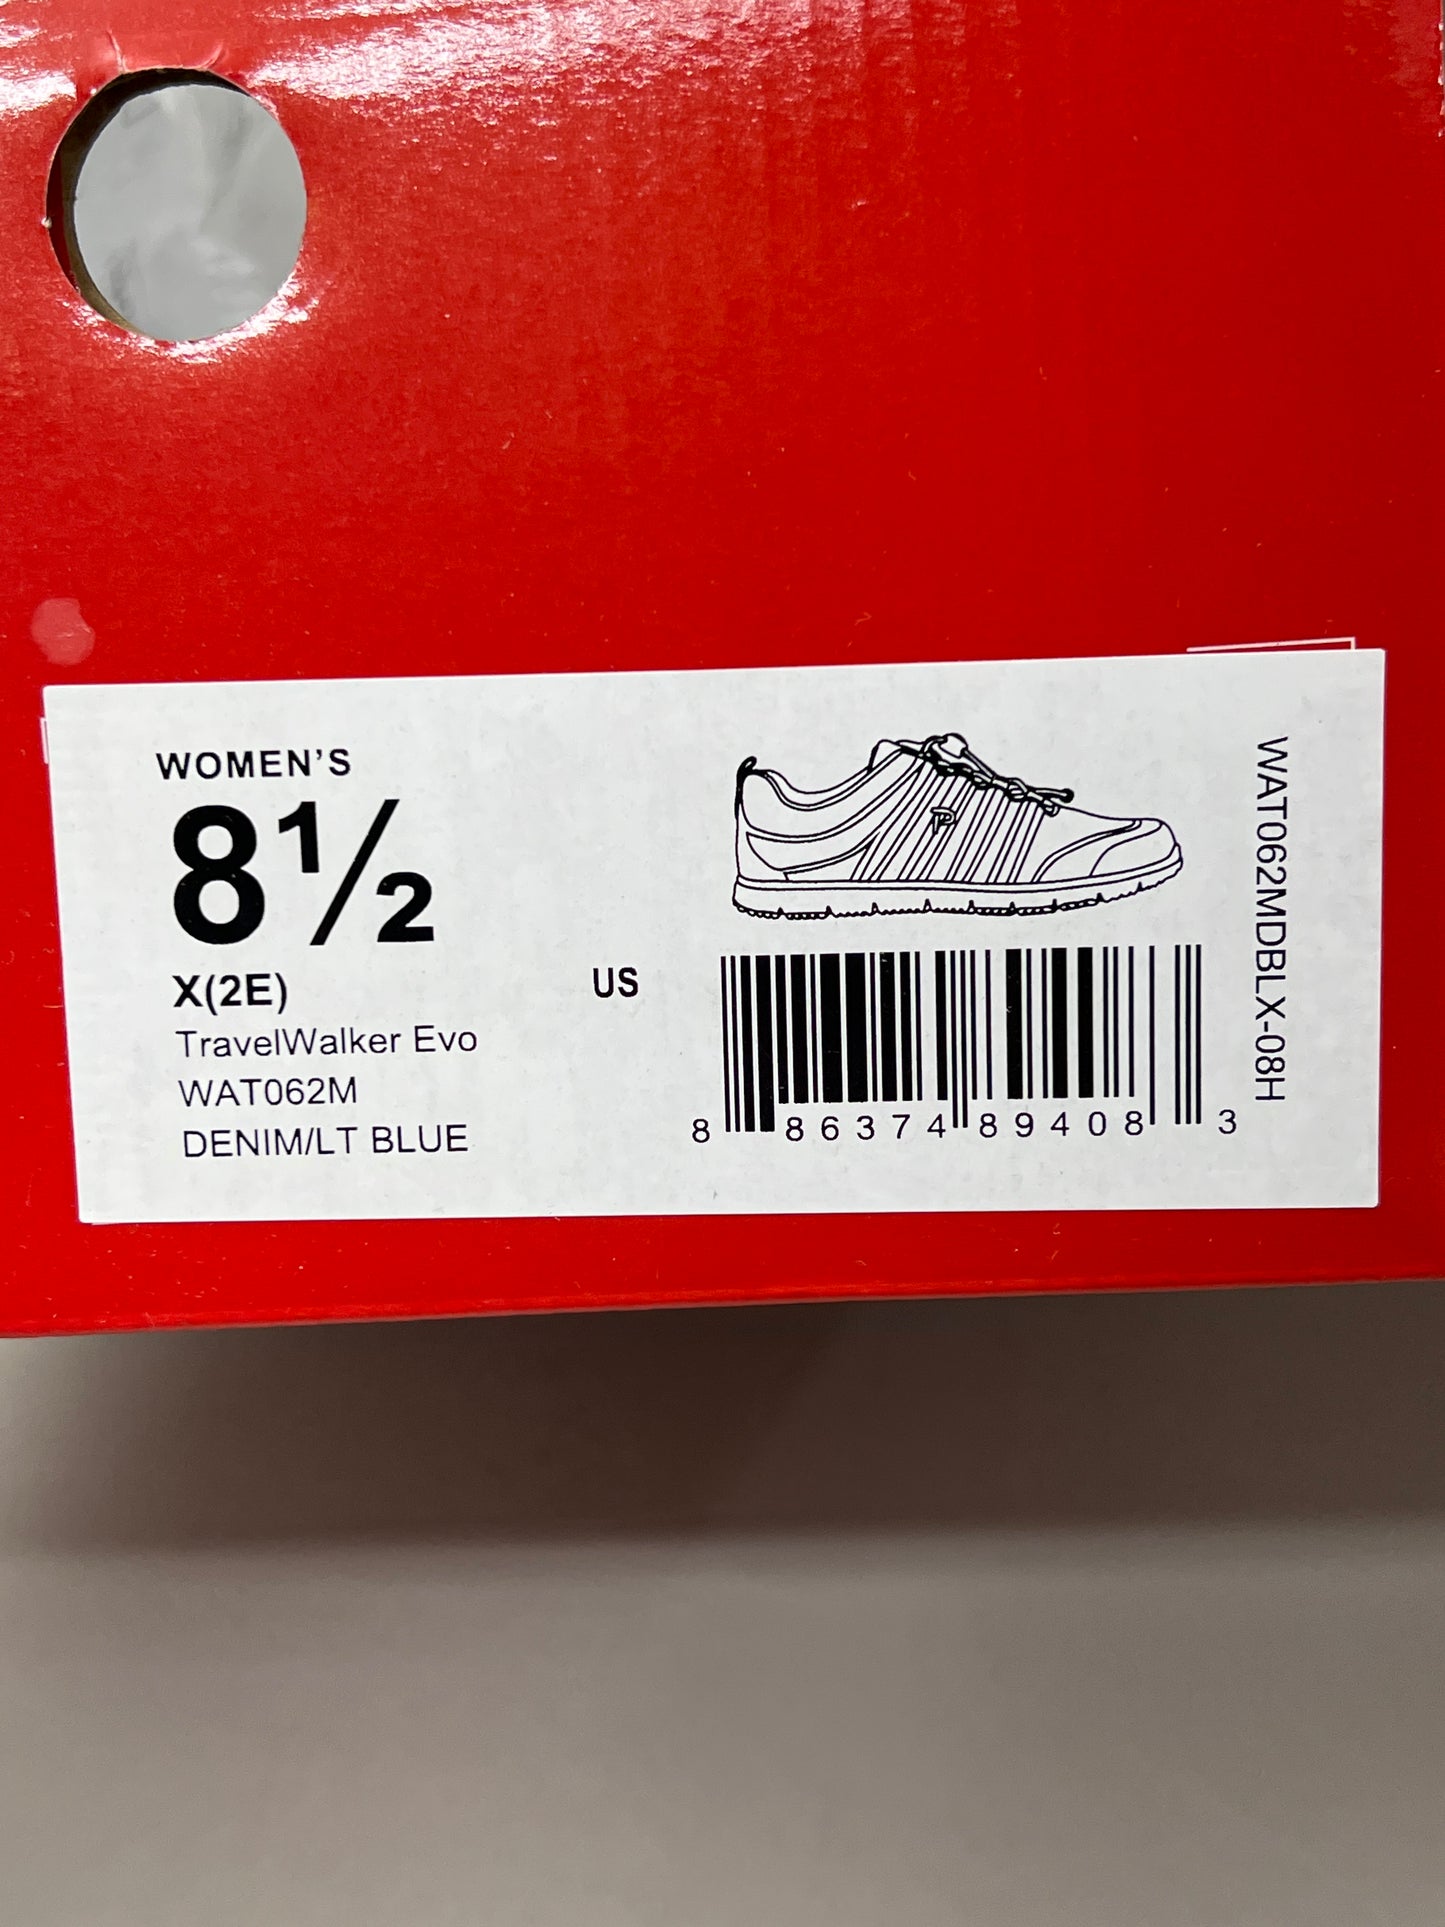 WOMEN'S
8½
X(2E)
US
TravelWalker Evo
WAT062M
DENIM/LT BLUE
P
8 86374 89408 3
WAT062MDBLX-08H